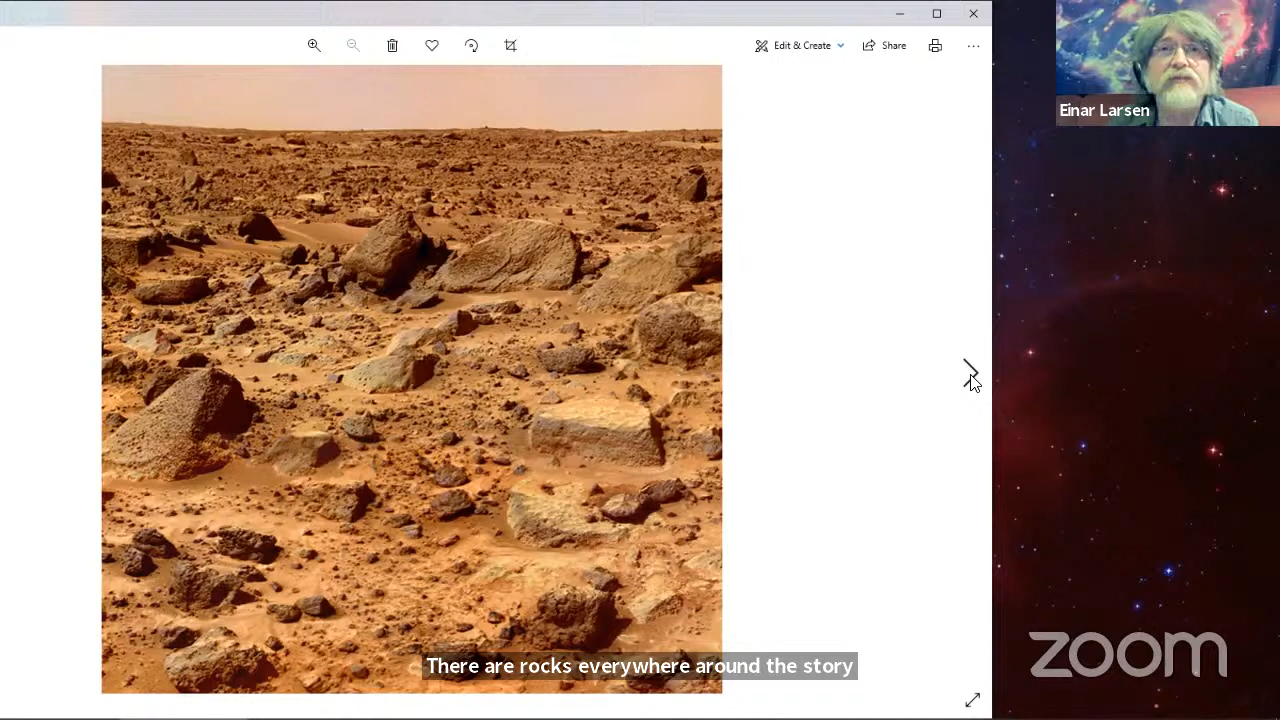 Edit & Create
Share
Einar Larsen
There are rocks everywhere around the story
zoom